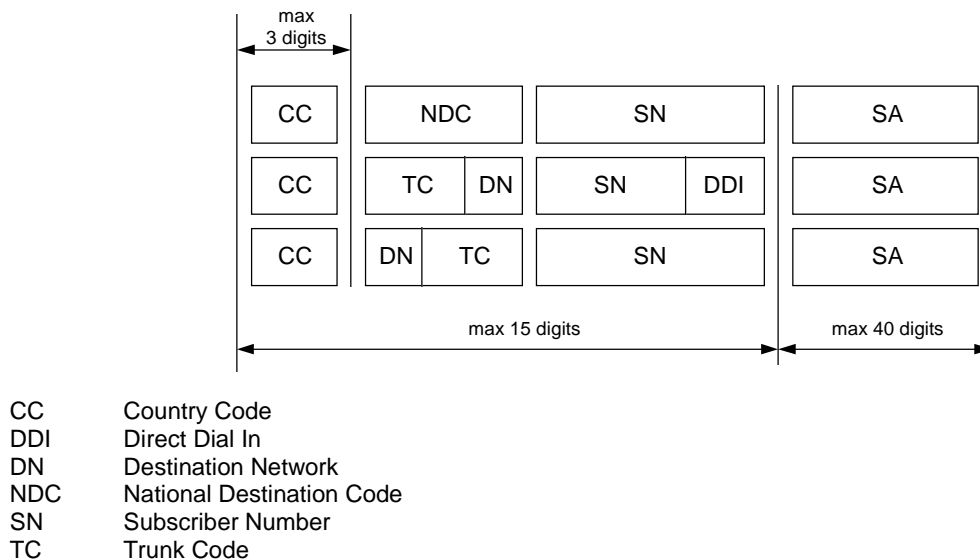 max
3 digits
CC NDC SN SA
CC TC DN SN DDI SA
CC DN TC SN SA
max 15 digits max 40 digits
CC Country Code
DDI Direct Dial In
DN Destination Network
NDC National Destination Code
SN Subscriber Number
TC Trunk Code